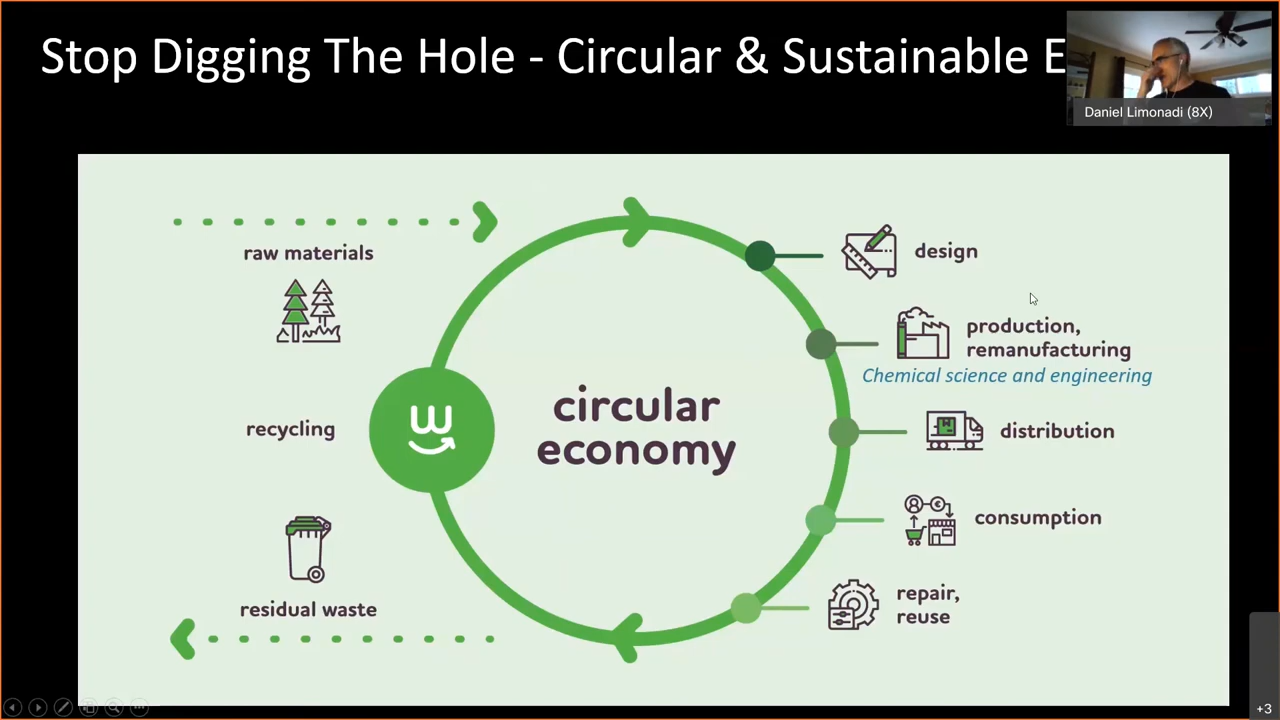 Stop Digging The Hole - Circular & Sustainable E
Daniel Limonadi (8X)
raw materials
design
production,
remanufacturing
Chemical science and engineering
recycling
circular
economy
distribution
consumption
residual waste
repair,
reuse
+3